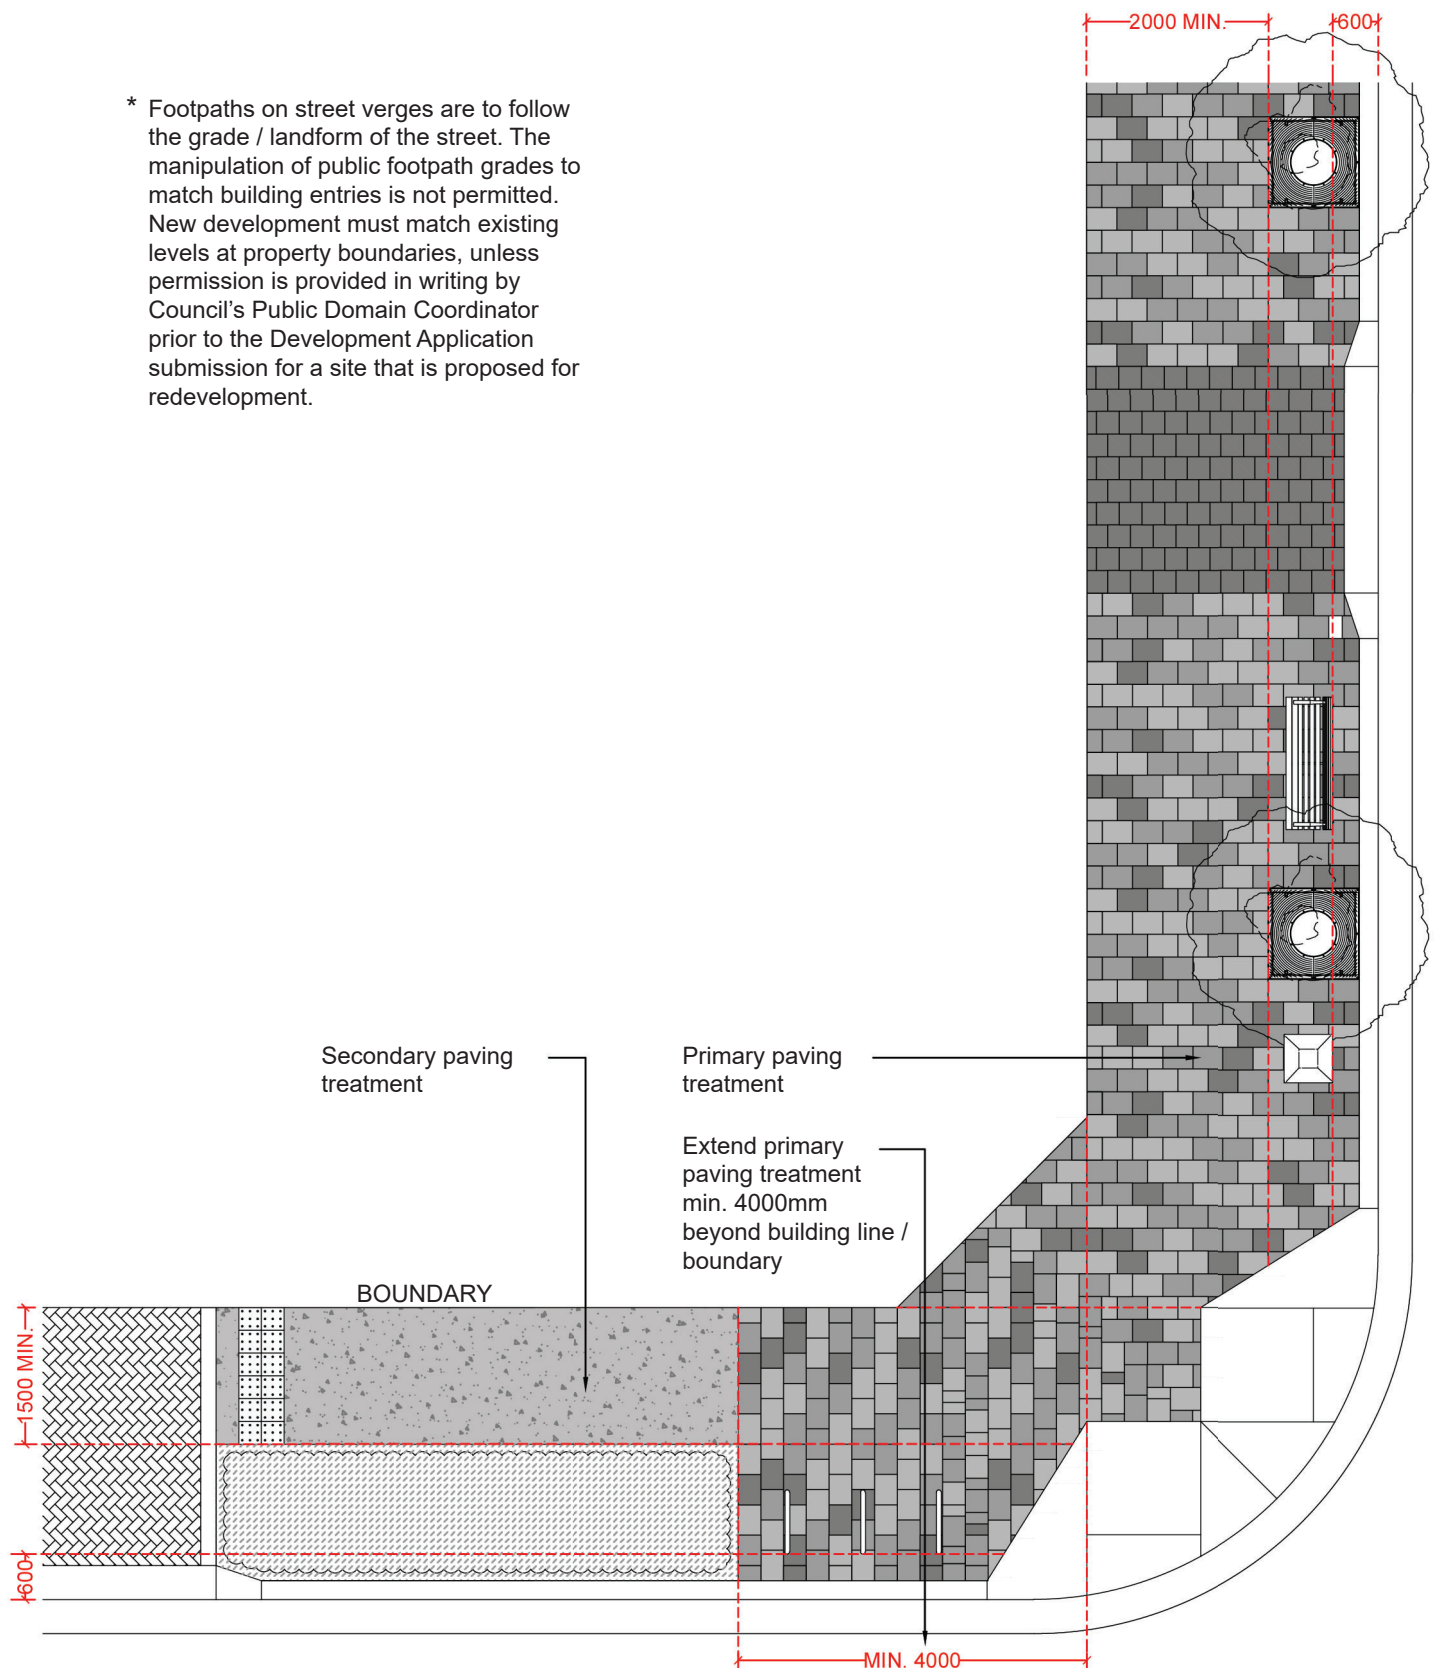 2000 MIN.
600
* Footpaths on street verges are to follow
the grade / landform of the street. The
manipulation of public footpath grades to
match building entries is not permitted.
New development must match existing
levels at property boundaries, unless
permission is provided in writing by
Council’s Public Domain Coordinator
prior to the Development Application
submission for a site that is proposed for
redevelopment.
Secondary paving
treatment
Primary paving
treatment
Extend primary
paving treatment
min. 4000mm
beyond building line /
boundary
BOUNDARY
1500 MIN.
600
MIN. 4000